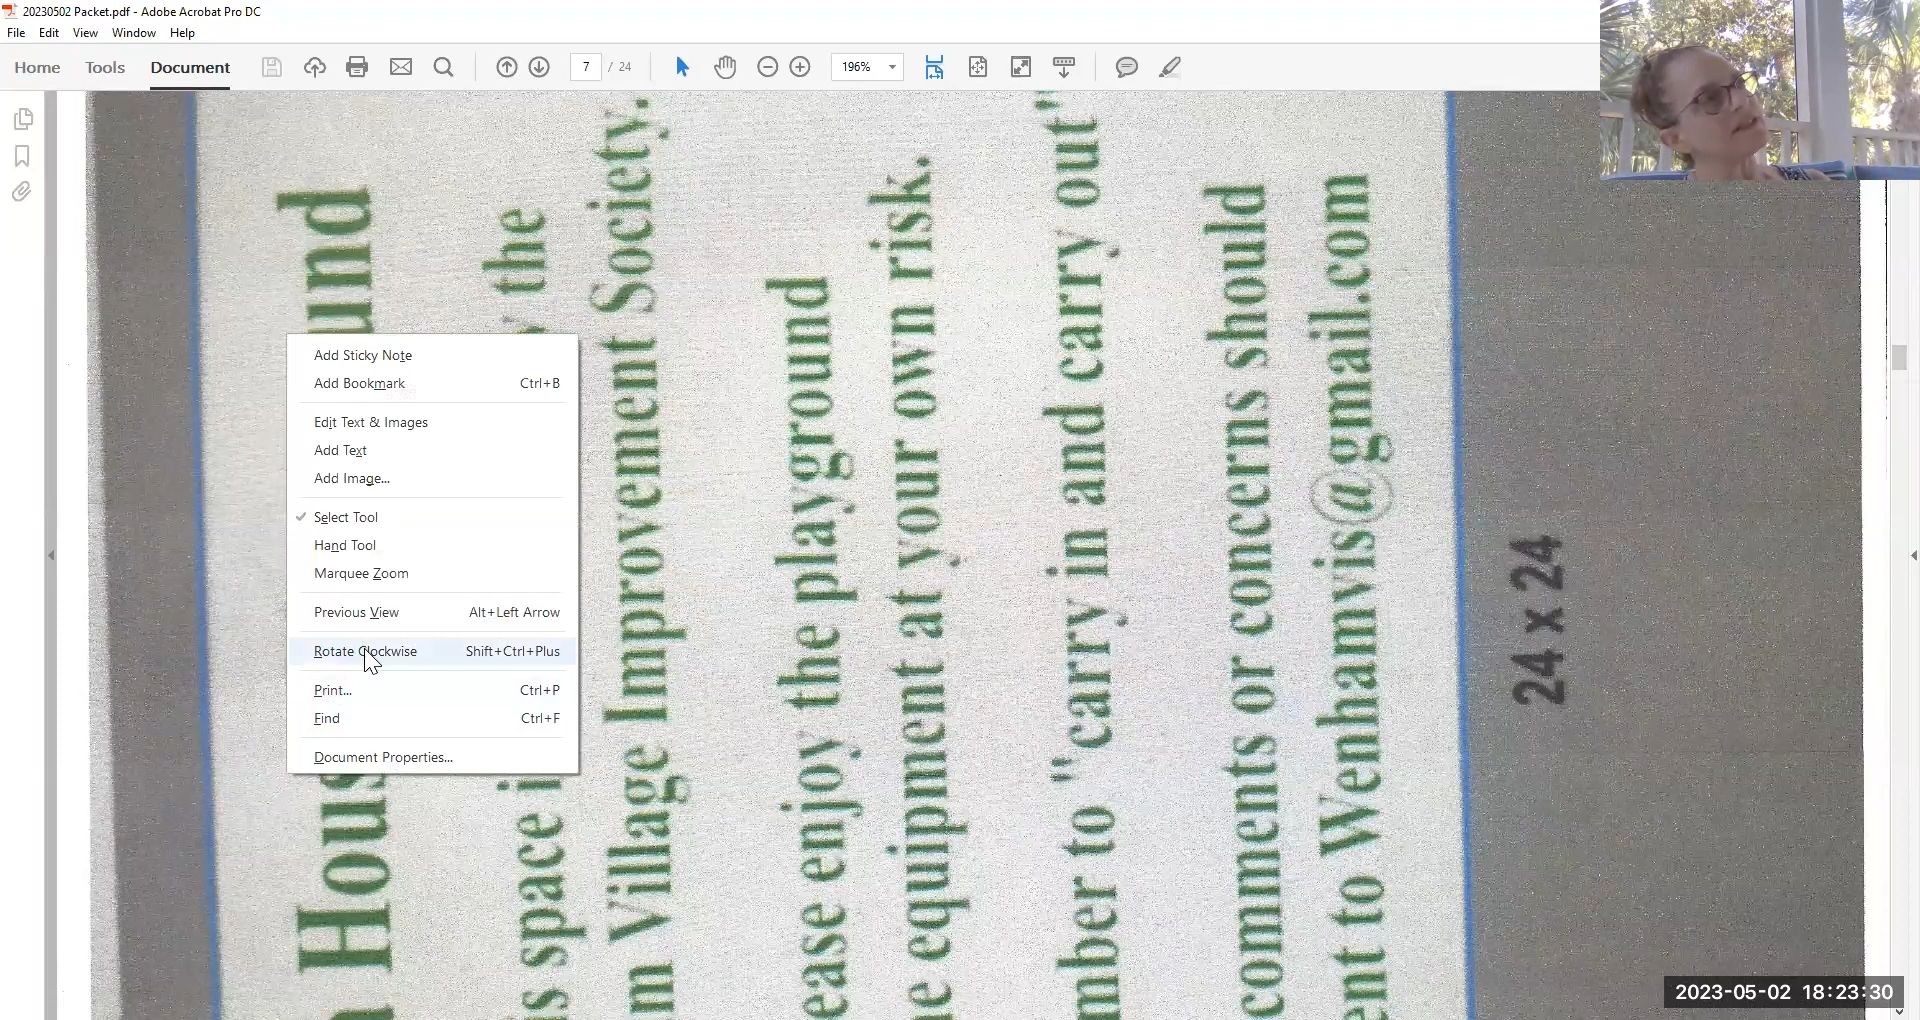 20230502 Packet.pdf - Adobe Acrobat Pro DC
File Edit View Window Help
Home Tools Document 7 / 24 196%
Add Sticky Note
Add Bookmark Ctrl+B
Edit Text & Images
Add Text
Add Image...
Select Tool
Hand Tool
Marquee Zoom
Previous View Alt+Left Arrow
Rotate Clockwise Shift+Ctrl+Plus
Print... Ctrl+P
Find Ctrl+F
Document Properties...
the
Village Improvement Society.
enjoy the playground
equipment at your own risk.
to "carry in and carry out"
comments or concerns should
to Wenhamvis@gmail.com
24 x 24
2023-05-02 18:23:30